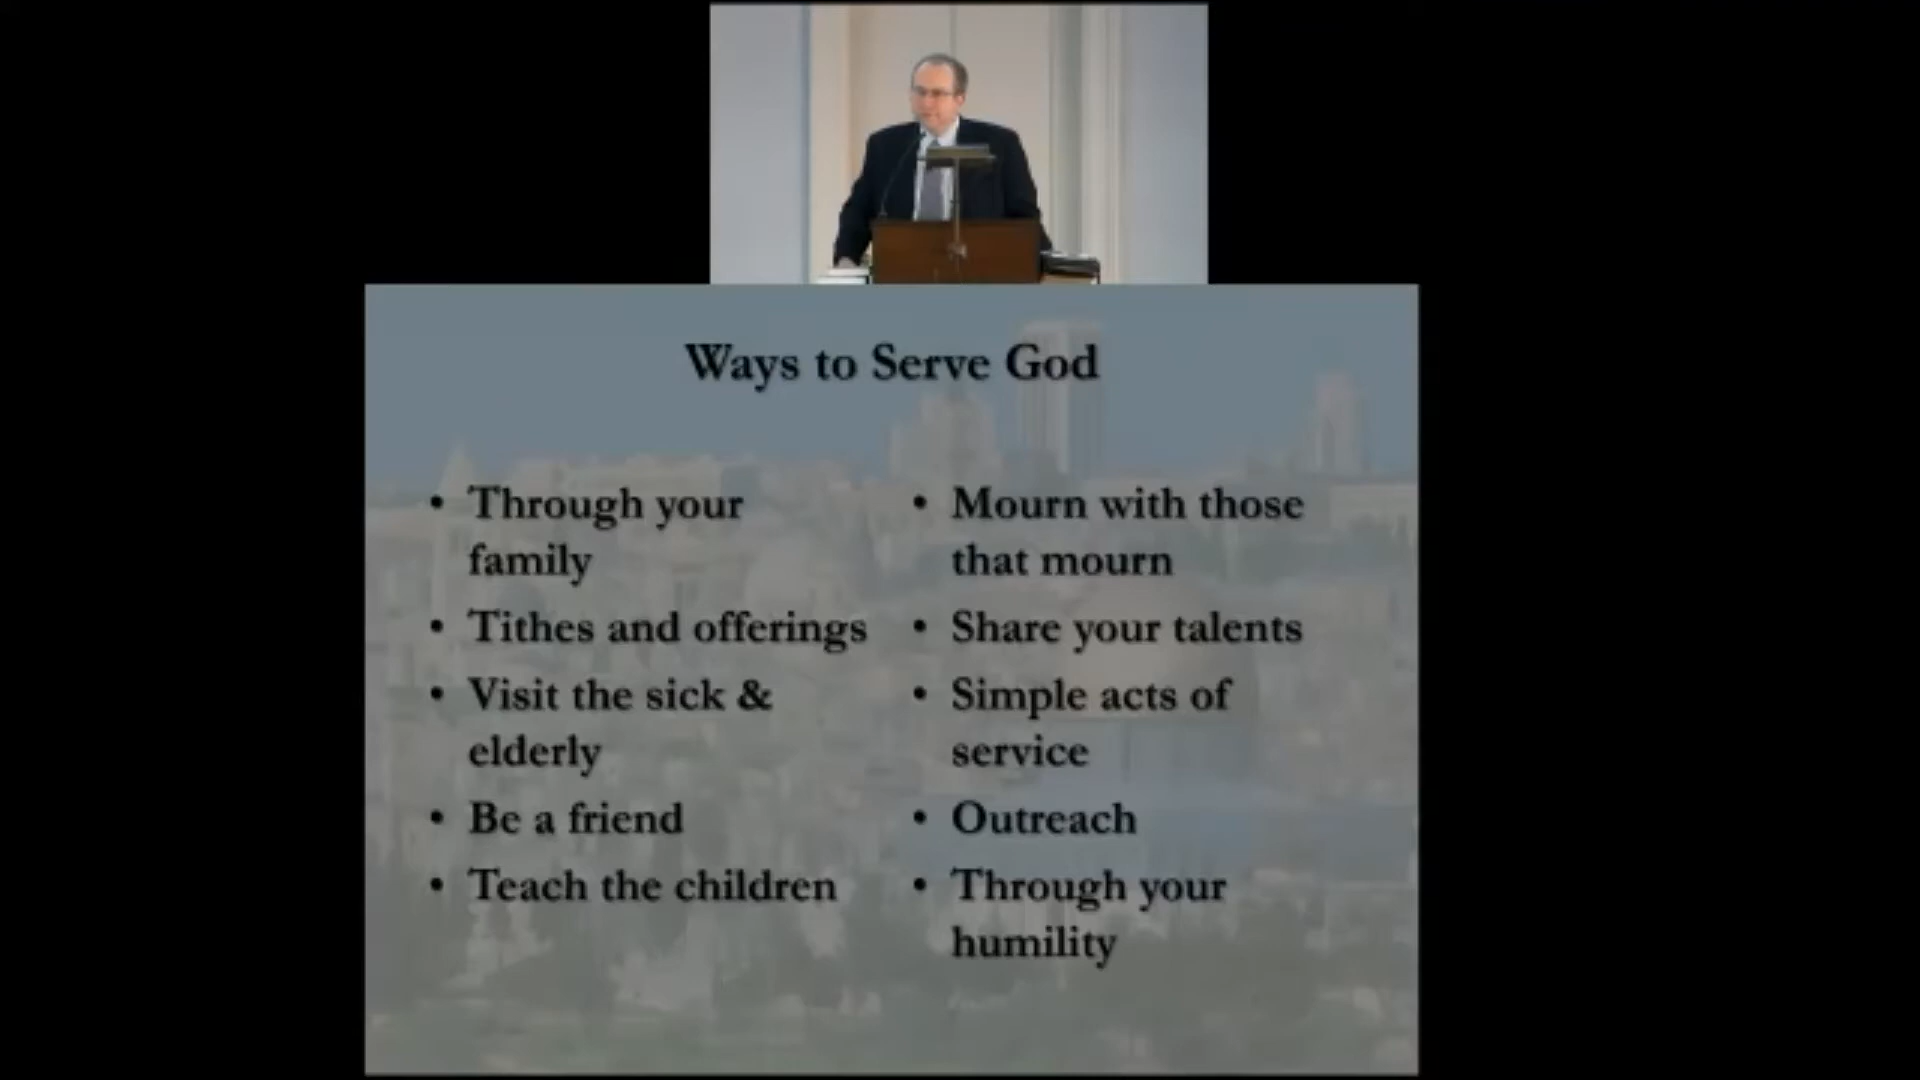 Ways to Serve God
• Through your
family
• Tithes and offerings
• Visit the sick &
elderly
• Be a friend
• Teach the children
• Mourn with those
that mourn
• Share your talents
• Simple acts of
service
• Outreach
• Through your
humility